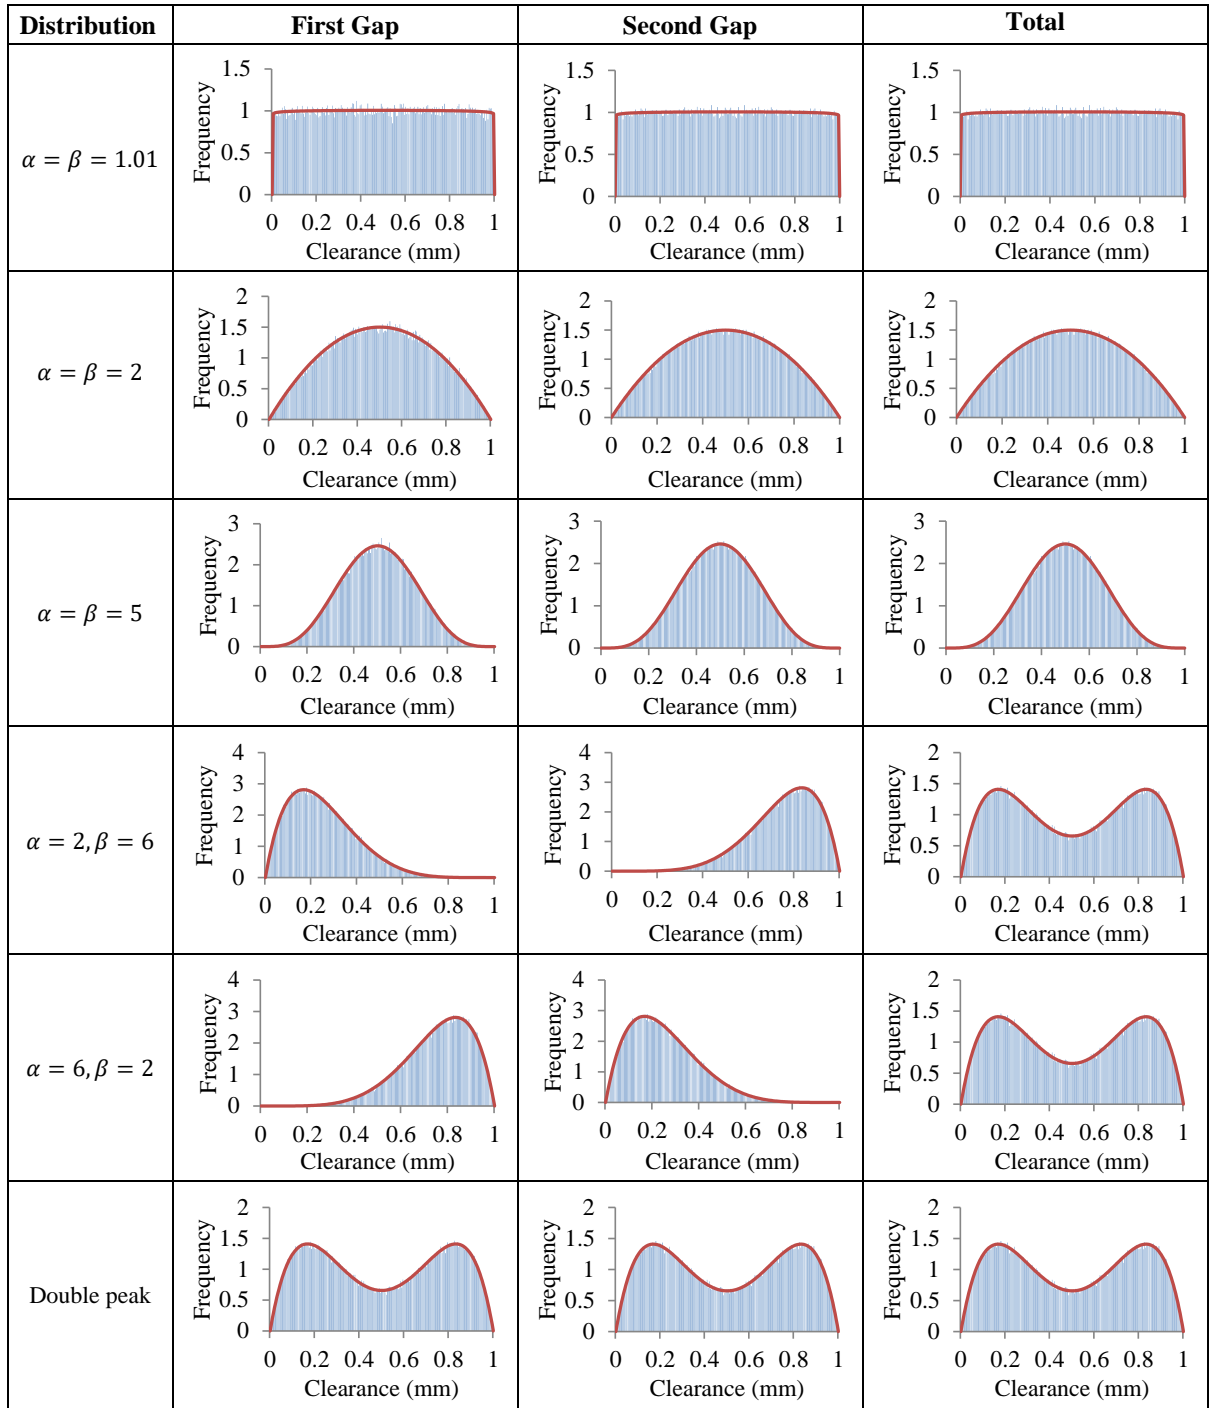 Distribution First Gap Second Gap Total
α = β = 1.01
Frequency
1.5
1
0.5
0
0 0.2 0.4 0.6 0.8 1
Clearance (mm)
Frequency
1.5
1
0.5
0
0 0.2 0.4 0.6 0.8 1
Clearance (mm)
Frequency
1.5
1
0.5
0
0 0.2 0.4 0.6 0.8 1
Clearance (mm)
α = β = 2
Frequency
2
1.5
1
0.5
0
0 0.2 0.4 0.6 0.8 1
Clearance (mm)
Frequency
2
1.5
1
0.5
0
0 0.2 0.4 0.6 0.8 1
Clearance (mm)
Frequency
2
1.5
1
0.5
0
0 0.2 0.4 0.6 0.8 1
Clearance (mm)
α = β = 5
Frequency
3
2
1
0
0 0.2 0.4 0.6 0.8 1
Clearance (mm)
Frequency
3
2
1
0
0 0.2 0.4 0.6 0.8 1
Clearance (mm)
Frequency
3
2
1
0
0 0.2 0.4 0.6 0.8 1
Clearance (mm)
α = 2, β = 6
Frequency
4
3
2
1
0
0 0.2 0.4 0.6 0.8 1
Clearance (mm)
Frequency
4
3
2
1
0
0 0.2 0.4 0.6 0.8 1
Clearance (mm)
Frequency
2
1.5
1
0.5
0
0 0.2 0.4 0.6 0.8 1
Clearance (mm)
α = 6, β = 2
Frequency
4
3
2
1
0
0 0.2 0.4 0.6 0.8 1
Clearance (mm)
Frequency
4
3
2
1
0
0 0.2 0.4 0.6 0.8 1
Clearance (mm)
Frequency
2
1.5
1
0.5
0
0 0.2 0.4 0.6 0.8 1
Clearance (mm)
Double peak
Frequency
2
1.5
1
0.5
0
0 0.2 0.4 0.6 0.8 1
Clearance (mm)
Frequency
2
1.5
1
0.5
0
0 0.2 0.4 0.6 0.8 1
Clearance (mm)
Frequency
2
1.5
1
0.5
0
0 0.2 0.4 0.6 0.8 1
Clearance (mm)